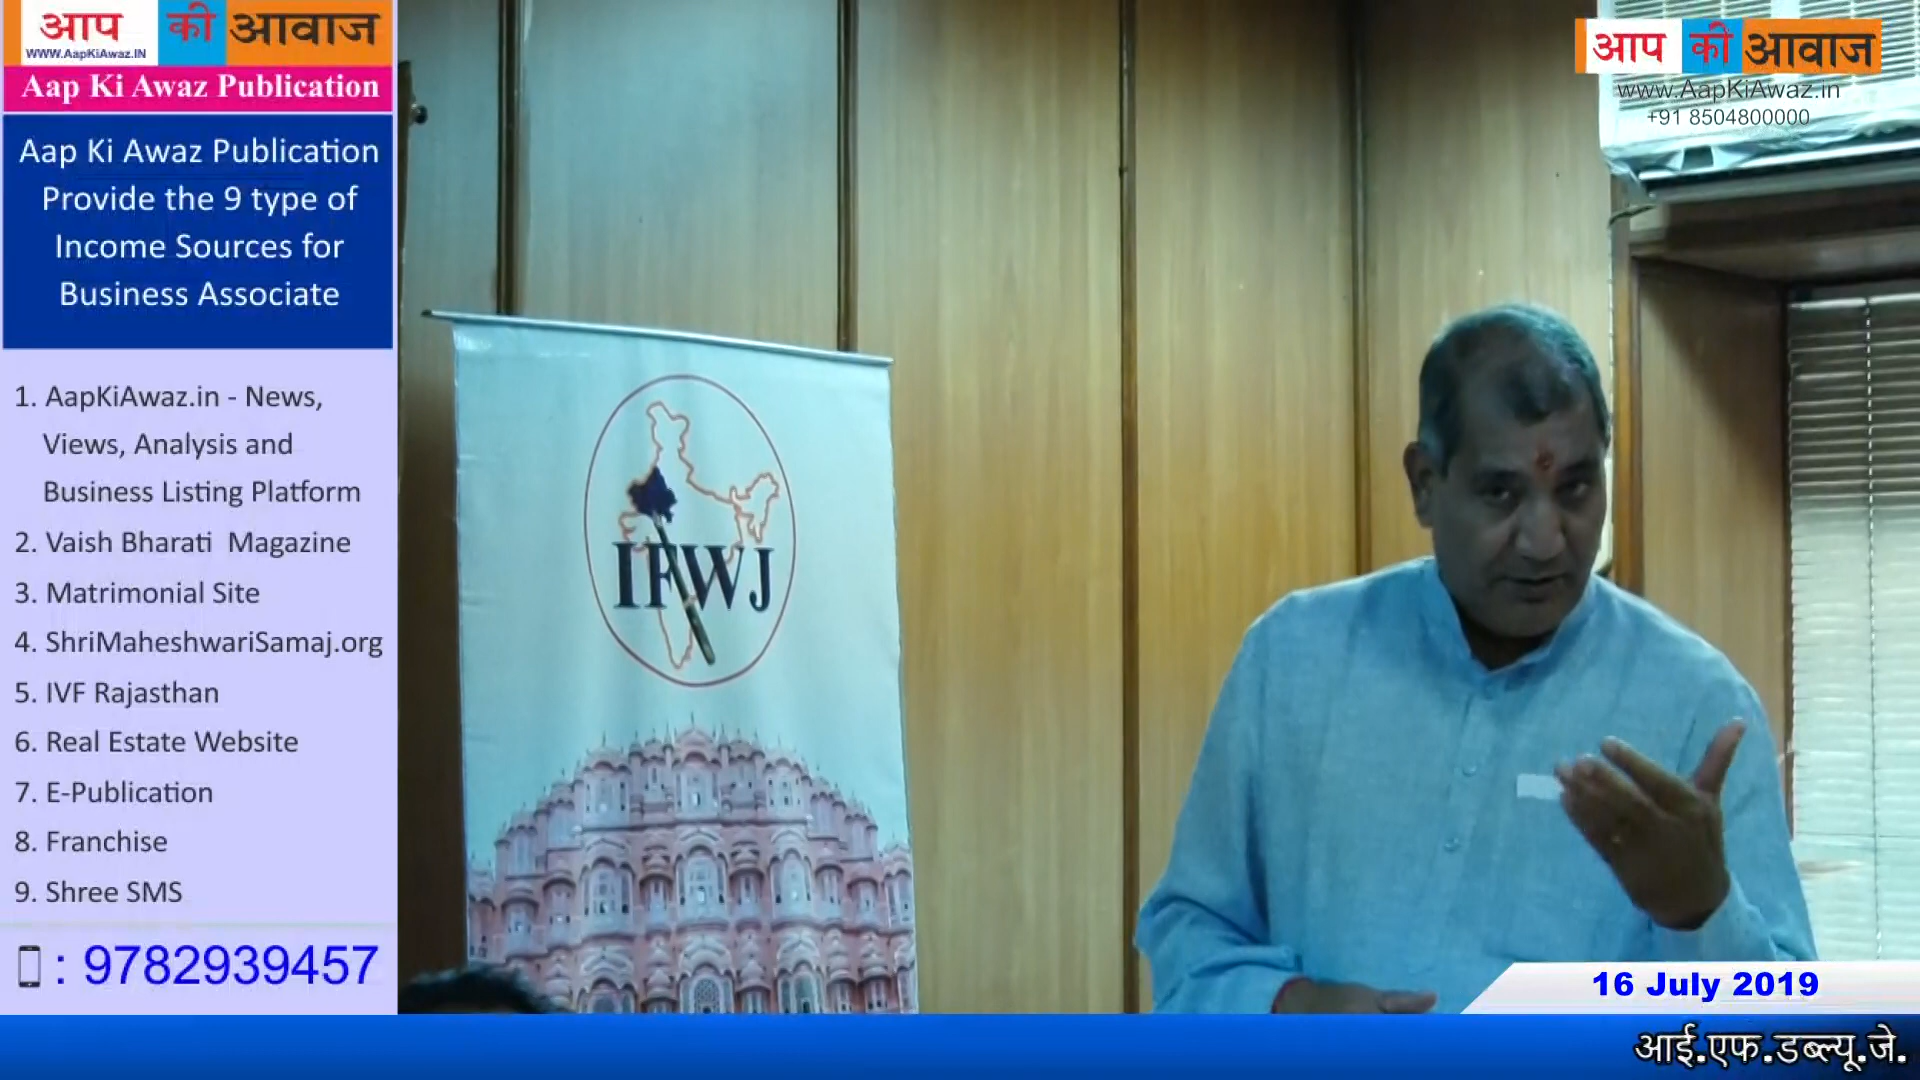 आप की आवाज
WWW.AapKiAwaz.IN
Aap Ki Awaz Publication
Aap Ki Awaz Publication
Provide the 9 type of
Income Sources for
Business Associate
1. AapKiAwaz.in - News,
Views, Analysis and
Business Listing Platform
2. Vaish Bharati Magazine
3. Matrimonial Site
4. ShriMaheshwariSamaj.org
5. IVF Rajasthan
6. Real Estate Website
7. E-Publication
8. Franchise
9. Shree SMS
: 9782939457
IFWJ
आप की आवाज
www.AapKiAwaz.in
+91 8504800000
16 July 2019
आई.एफ.डब्ल्यू.जे.